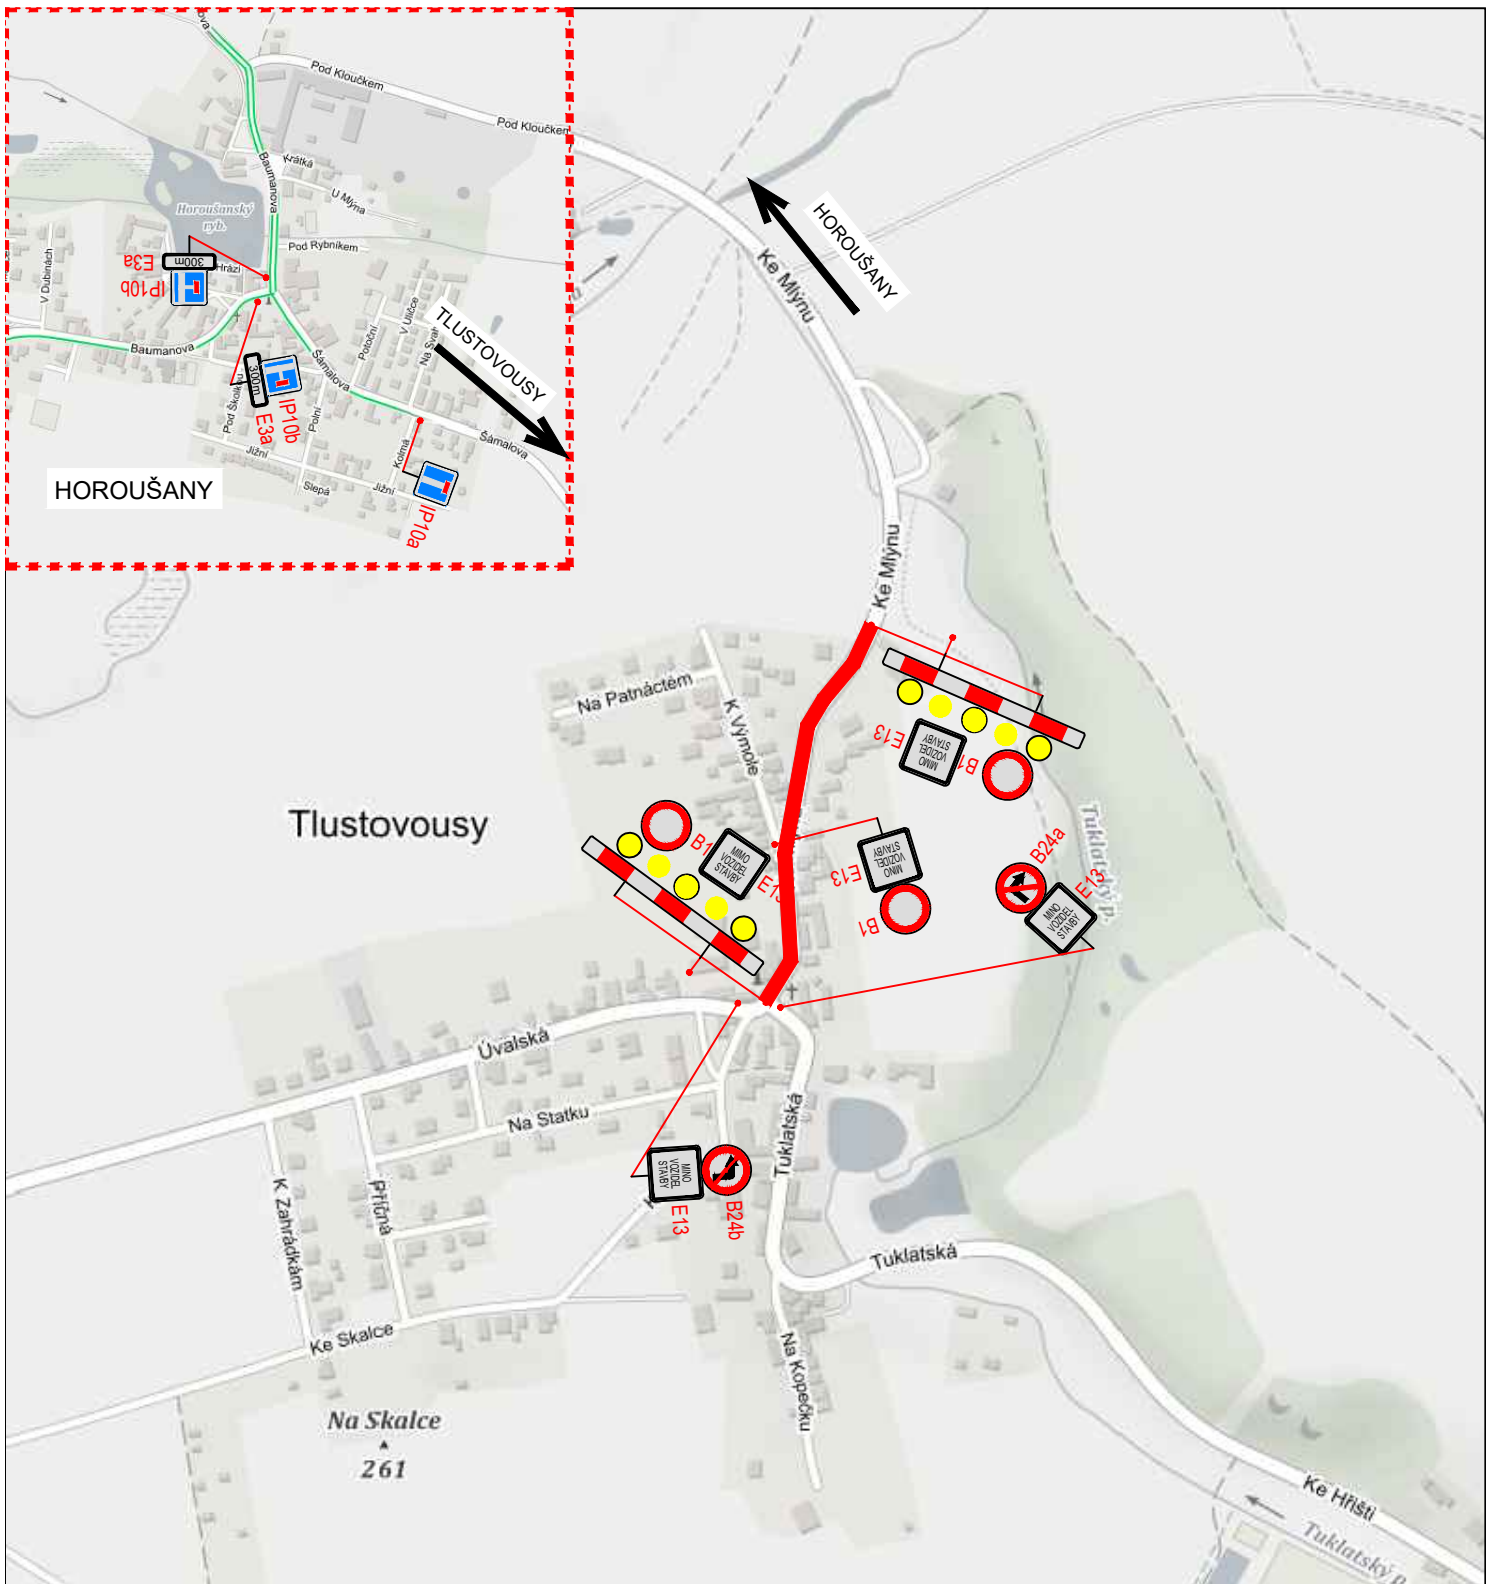 Pod Kloučkem
Pod Kloučkem
Krátká
Baumanova
U Mlýna
Horoušanský
ryb.
Pod Rybníkem
V Dubinách
E3a
300m
IP10b
Hrázi
Baumanova
Šámalova
Potoční
V Uličce
Na Svah
TLUSTOVOUSY
300m
E3a
IP10b
Pod Školkou
Polní
Kolmá
Šámalova
Jižní
Slepá
Jižní
IP10a
HOROUŠANY
HOROUŠANY
Ke Mlýnu
Ke Mlýnu
Na Patnáctém
K Výmole
Tlustovousy
B1
MIMO
VOZIDEL
STAVBY
E13
E13
MIMO
VOZIDEL
STAVBY
B1
E13
MIMO
VOZIDEL
STAVBY
B1
B24a
E13
MIMO
VOZIDEL
STAVBY
Tuklatský p.
Úvalská
Na Statku
Tuklatská
K Zahrádkám
Příčná
MIMO
VOZIDEL
STAVBY
E13
B24b
Tuklatská
Ke Skalce
Na Kopečku
Na Skalce
261
Ke Hřišti
Tuklatský p.